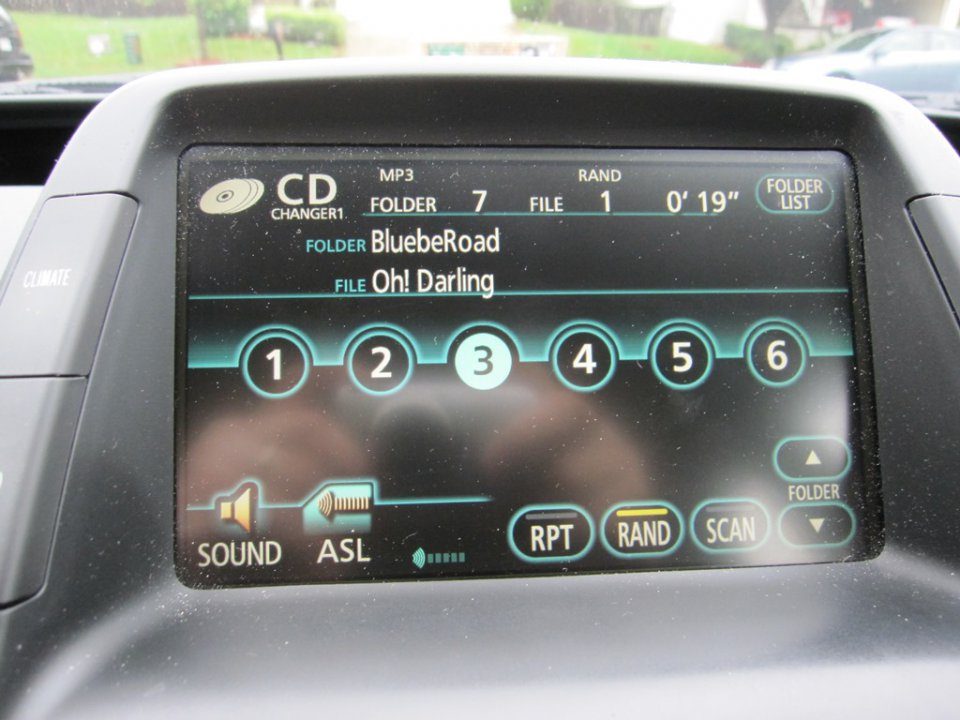 CD
CHANGER1
MP3
RAND
FOLDER 7 FILE 1 0' 19"
FOLDER LIST
FOLDER BluebeRoad
FILE Oh! Darling
CLIMATE
1 2 3 4 5 6
FOLDER
SOUND
ASL
RPT
RAND
SCAN